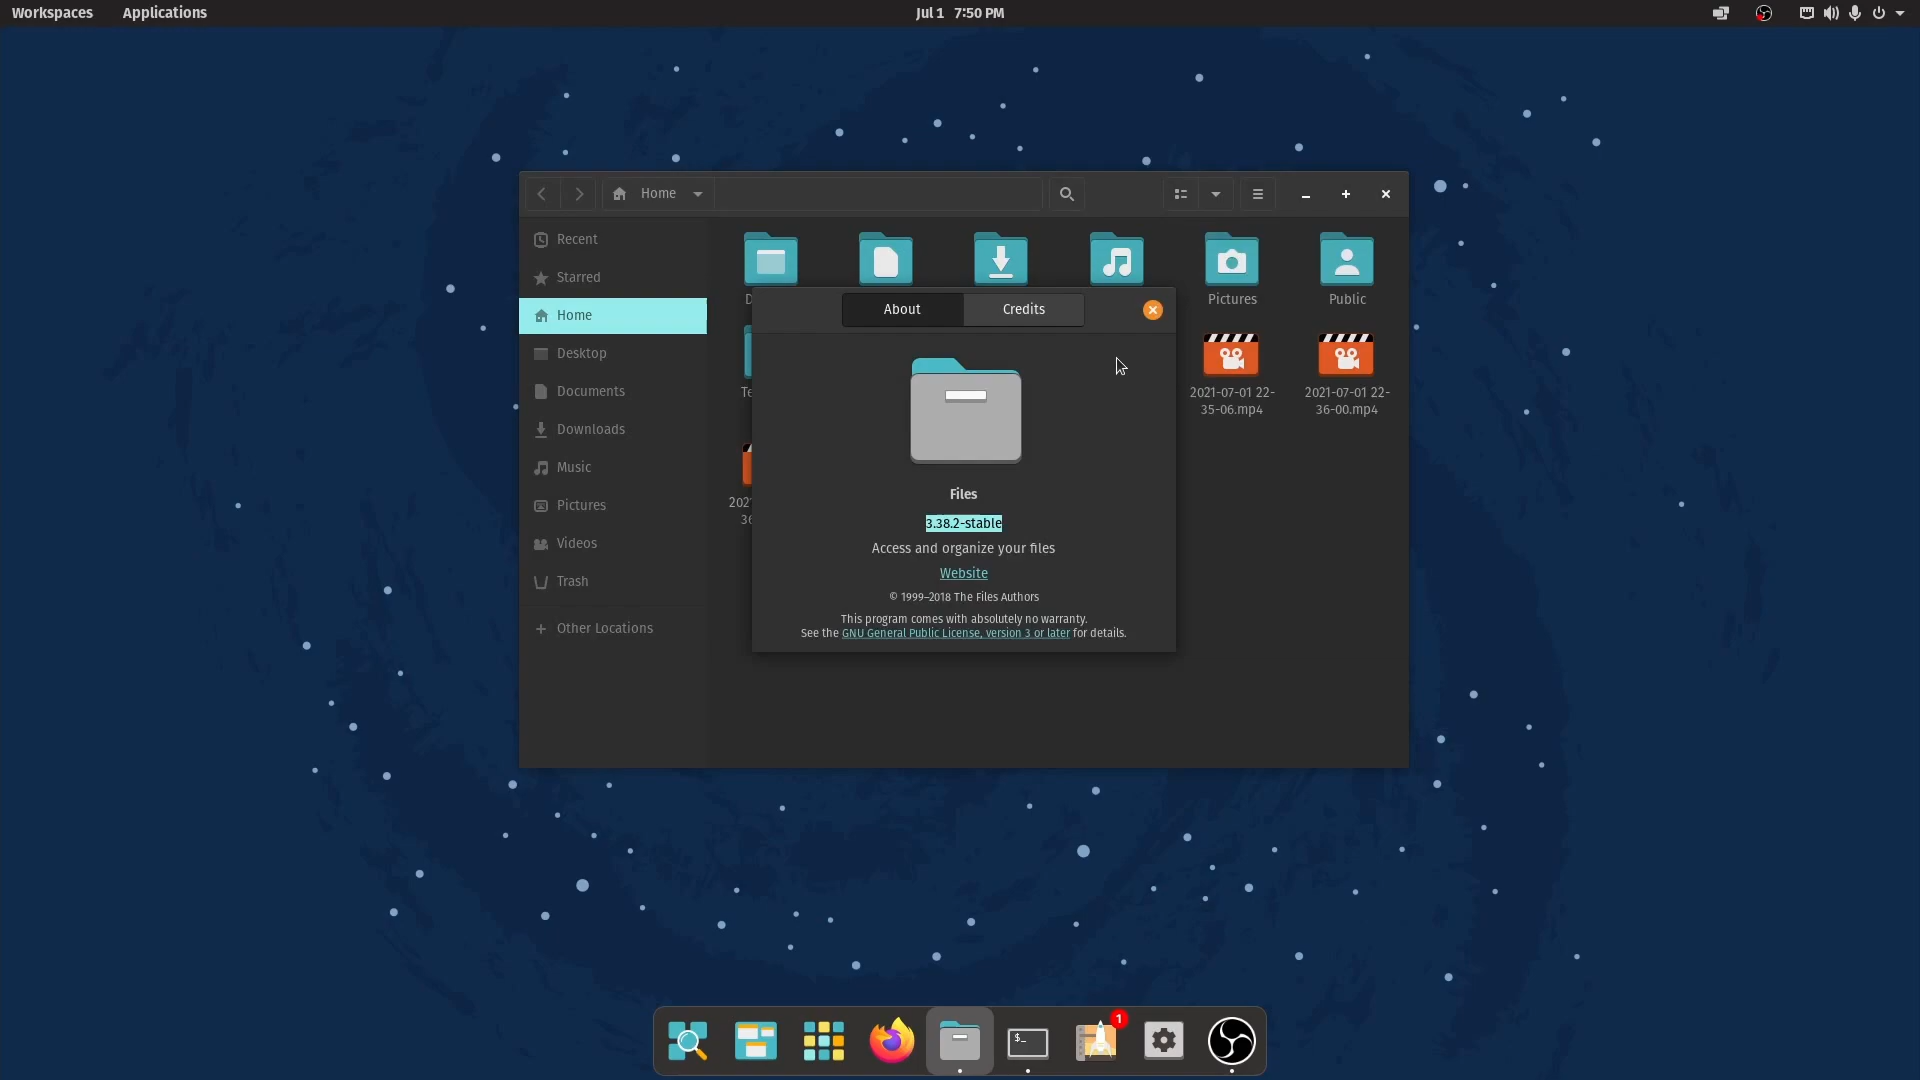 Workspaces Applications Jul 1 7:50 PM
Home
Recent
Starred
Home
Desktop
Documents
Downloads
Music
Pictures
Videos
Trash
Other Locations
Pictures Public
2021-07-01 22-
35-06.mp4
2021-07-01 22-
36-00.mp4
About Credits
Files
3.38.2-stable
Access and organize your files
Website
© 1999–2018 The Files Authors
This program comes with absolutely no warranty.
See the GNU General Public License, version 3 or later for details.
$_
1